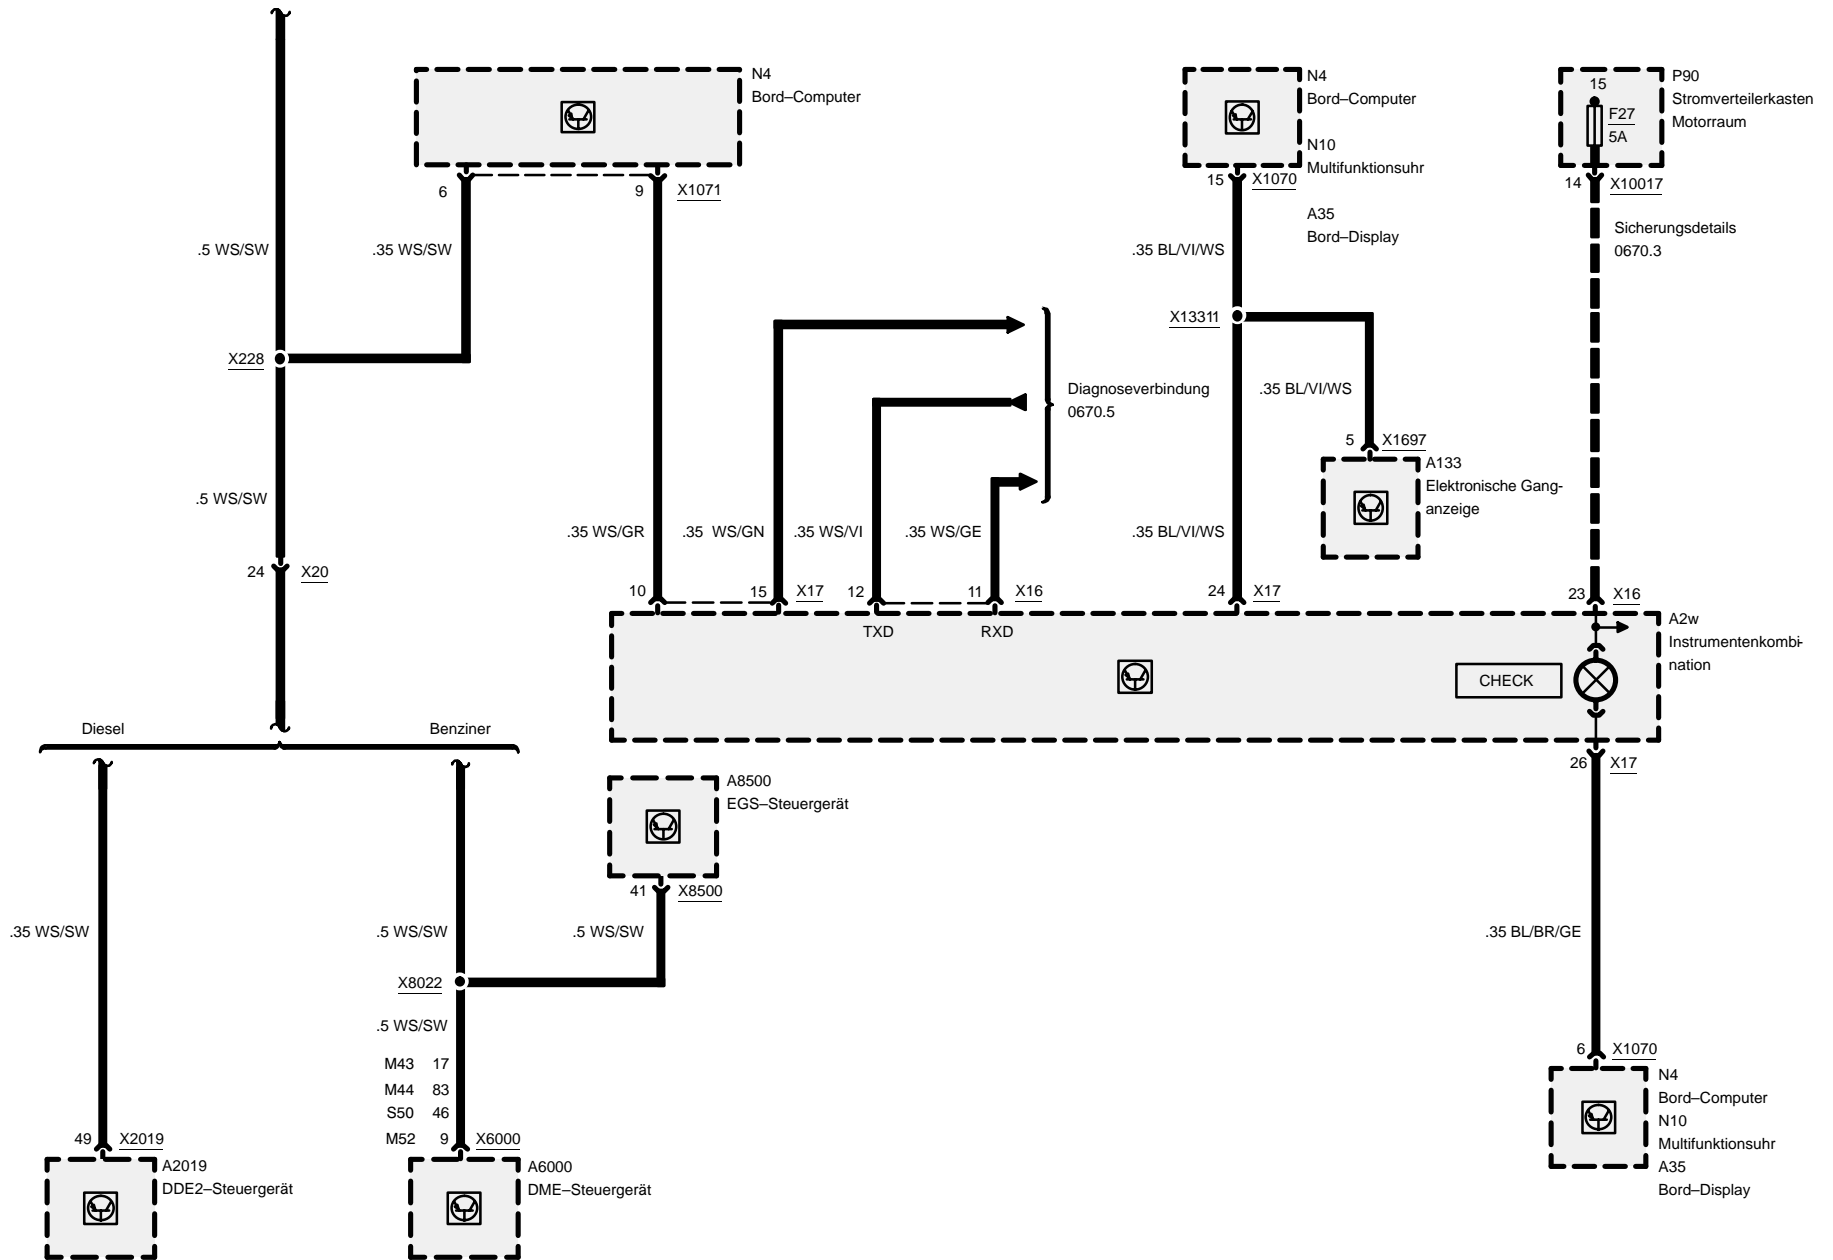 N4
Bord–Computer
N4
Bord–Computer
N10
Multifunktionsuhr
A35
Bord–Display
P90
Stromverteilerkasten
Motorraum
15
F27
5A
6
9
X1071
15
X1070
14
X10017
Sicherungsdetails
0670.3
.5 WS/SW
.35 WS/SW
.35 BL/VI/WS
X13311
X228
Diagnoseverbindung
0670.5
.35 BL/VI/WS
5
X1697
A133
Elektronische Gang-
anzeige
.5 WS/SW
.35 WS/GR
.35 WS/GN
.35 WS/VI
.35 WS/GE
.35 BL/VI/WS
24
X20
10
15
X17
12
11
X16
24
X17
23
X16
TXD
RXD
A2w
Instrumentenkombi-
nation
CHECK
Diesel
Benziner
26
X17
A8500
EGS–Steuergerät
41
X8500
.35 WS/SW
.5 WS/SW
.5 WS/SW
.35 BL/BR/GE
X8022
.5 WS/SW
M43 17
M44 83
S50 46
M52 9
X6000
49
X2019
6
X1070
N4
Bord–Computer
N10
Multifunktionsuhr
A35
Bord–Display
A2019
DDE2–Steuergerät
A6000
DME–Steuergerät